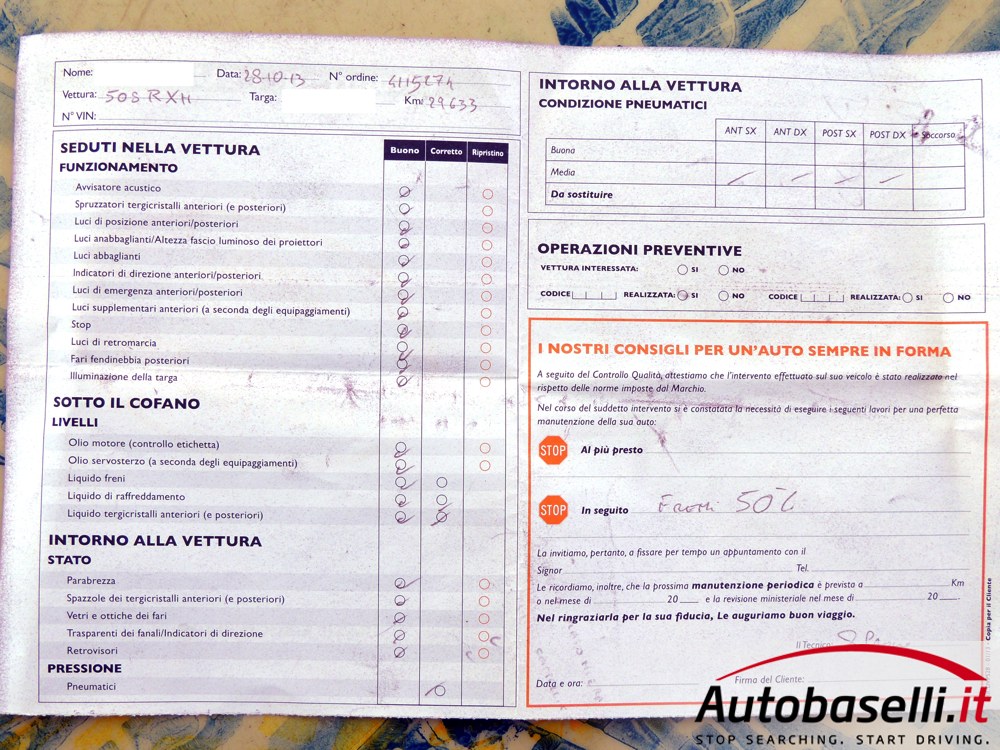 Nome: Data: 28-10-13 N° ordine: 4115274
Vettura: 508 RXH Targa: Km: 29633
N° VIN:
SEDUTI NELLA VETTURA Buono Corretto Ripristino
FUNZIONAMENTO
Avvisatore acustico
Spruzzatori tergicristalli anteriori (e posteriori)
Luci di posizione anteriori/posteriori
Luci anabbaglianti/Altezza fascio luminoso dei proiettori
Luci abbaglianti
Indicatori di direzione anteriori/posteriori
Luci di emergenza anteriori/posteriori
Luci supplementari anteriori (a seconda degli equipaggiamenti)
Stop
Luci di retromarcia
Fari fendinebbia posteriori
Illuminazione della targa
SOTTO IL COFANO
LIVELLI
Olio motore (controllo etichetta)
Olio servosterzo (a seconda degli equipaggiamenti)
Liquido freni
Liquido di raffreddamento
Liquido tergicristalli anteriori (e posteriori)
INTORNO ALLA VETTURA
STATO
Parabrezza
Spazzole dei tergicristalli anteriori (e posteriori)
Vetri e ottiche dei fari
Trasparenti dei fanali/Indicatori di direzione
Retrovisori
PRESSIONE
Pneumatici
INTORNO ALLA VETTURA
CONDIZIONE PNEUMATICI
ANT SX ANT DX POST SX POST DX Soccorso
Buona
Media
Da sostituire
OPERAZIONI PREVENTIVE
VETTURA INTERESSATA: SI NO
CODICE REALIZZATA: SI NO CODICE REALIZZATA: SI NO
I NOSTRI CONSIGLI PER UN'AUTO SEMPRE IN FORMA
A seguito del Controllo Qualità, attestiamo che l'intervento effettuato sul suo veicolo è stato realizzato nel
rispetto delle norme imposte dal Marchio.
Nel corso del suddetto intervento si è constatata la necessità di eseguire i seguenti lavori per una perfetta
manutenzione della sua auto:
STOP Al più presto
STOP In seguito 50%
La invitiamo, pertanto, a fissare per tempo un appuntamento con il
Signor Tel.
Le ricordiamo, inoltre, che la prossima manutenzione periodica è prevista a Km
o nel mese di 20 e la revisione ministeriale nel mese di 20 .
Nel ringraziarla per la sua fiducia, Le auguriamo buon viaggio.
Il Tecnico
Data e ora: Firma del Cliente:
Copia per il Cliente
Autobaselli.it
STOP SEARCHING. START DRIVING.